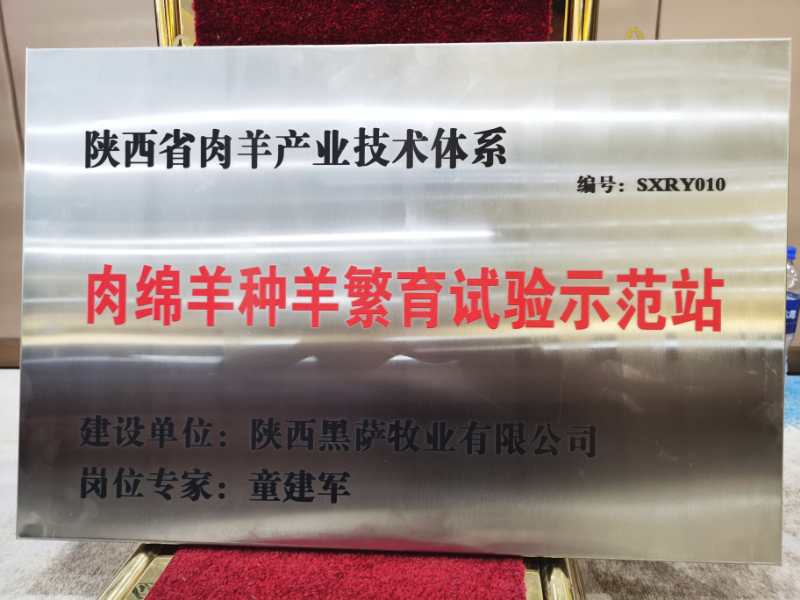 陕西省肉羊产业技术体系
编号：SXRY010
肉绵羊种羊繁育试验示范站
建设单位：陕西黑萨牧业有限公司
岗位专家：童建军